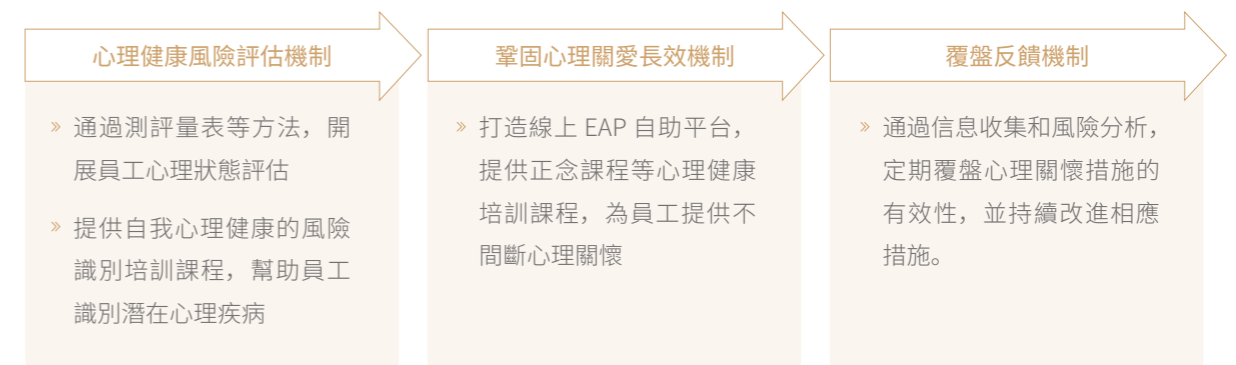 心理健康風險評估機制
» 通過測評量表等方法，開
展員工心理狀態評估
» 提供自我心理健康的風險
識別培訓課程，幫助員工
識別潛在心理疾病
鞏固心理關愛長效機制
» 打造線上 EAP 自助平台，
提供正念課程等心理健康
培訓課程，為員工提供不
間斷心理關懷
覆盤反饋機制
» 通過信息收集和風險分析，
定期覆盤心理關懷措施的
有效性，並持續改進相應
措施。